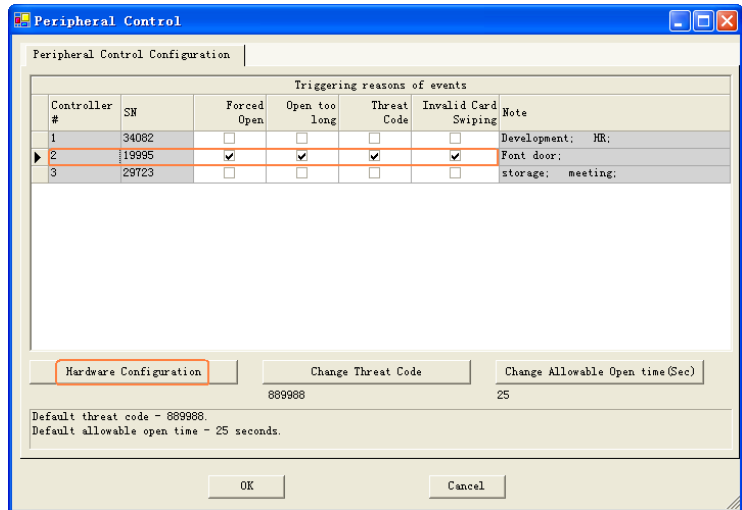 Peripheral Control
Peripheral Control Configuration
Triggering reasons of events
Controller # SN Forced Open Open too long Threat Code Invalid Card Swiping Note
1 34082 Development; HR;
2 19995 Font door;
3 29723 storage; meeting;
Hardware Configuration Change Threat Code Change Allowable Open time(Sec)
889988 25
Default threat code - 889988.
Default allowable open time - 25 seconds.
OK Cancel